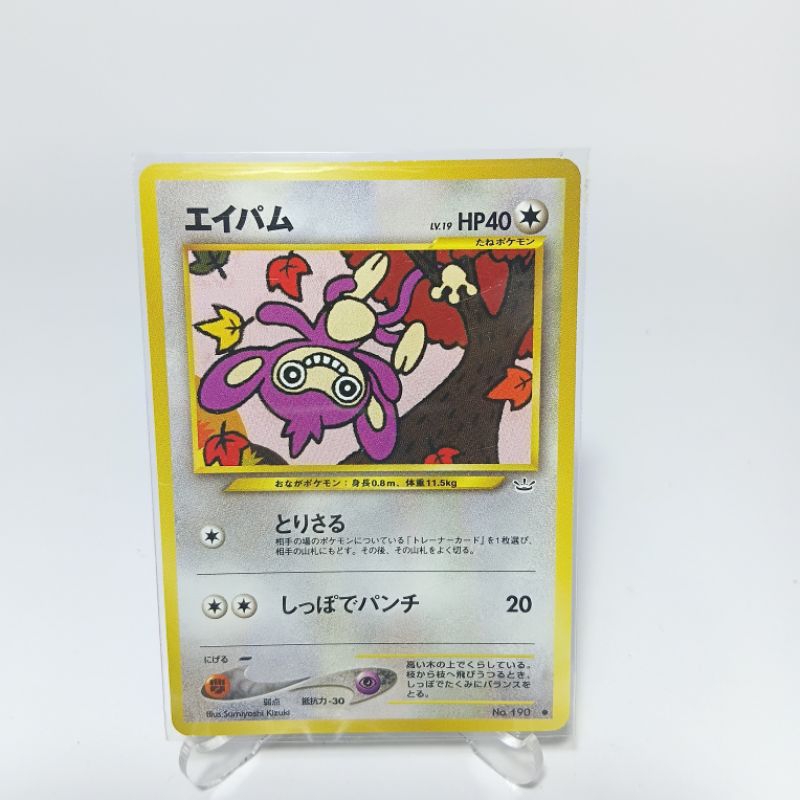 エイパム
LV.19 HP40
たねポケモン
おながポケモン：身長0.8m、体重11.5kg
とりさる
相手の場のポケモンについている「トレーナーカード」を1枚選び、
相手の山札にもどす。その後、その山札をよく切る。
しっぽでパンチ 20
にげる
弱点 抵抗力-30
高い木の上でくらしている。
枝から枝へ飛びうつるとき、
しっぽでたくみにバランスを
とる。
Illus.Sumiyoshi Kizuki
No. 190